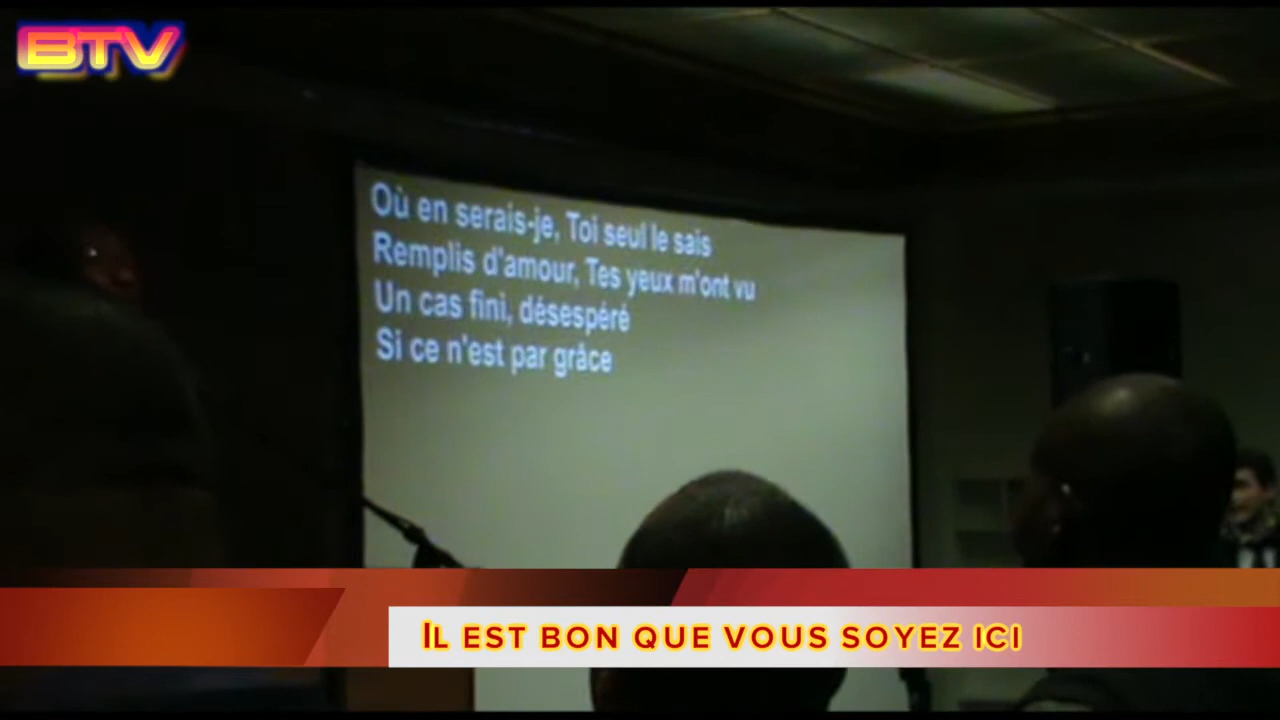 BTV
Où en serais-je, Toi seul le sais
Remplis d'amour, Tes yeux m'ont vu
Un cas fini, désespéré
Si ce n'est par grâce
IL EST BON QUE VOUS SOYEZ ICI